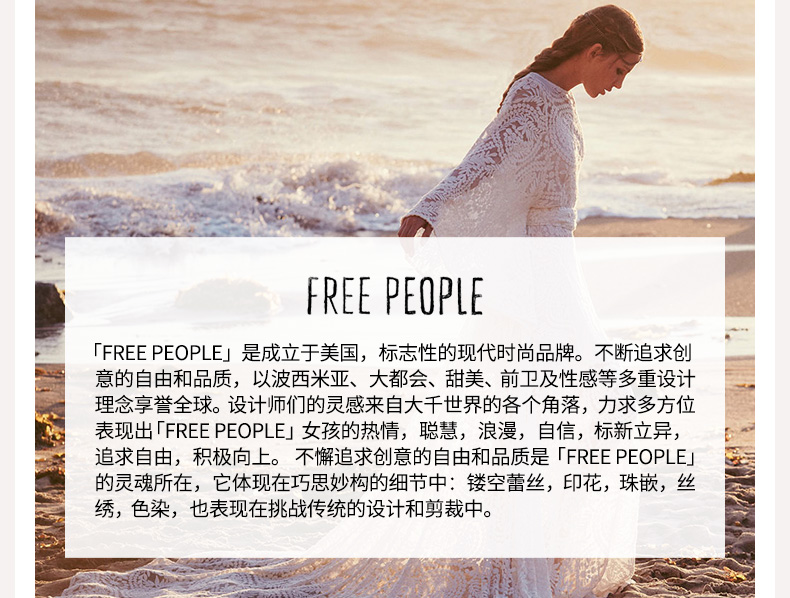 FREE PEOPLE
「FREE PEOPLE」是成立于美国，标志性的现代时尚品牌。不断追求创
意的自由和品质，以波西米亚、大都会、甜美、前卫及性感等多重设计
理念享誉全球。设计师们的灵感来自大千世界的各个角落，力求多方位
表现出「FREE PEOPLE」女孩的热情，聪慧，浪漫，自信，标新立异，
追求自由，积极向上。 不懈追求创意的自由和品质是「FREE PEOPLE」
的灵魂所在，它体现在巧思妙构的细节中：镂空蕾丝，印花，珠嵌，丝
绣，色染，也表现在挑战传统的设计和剪裁中。